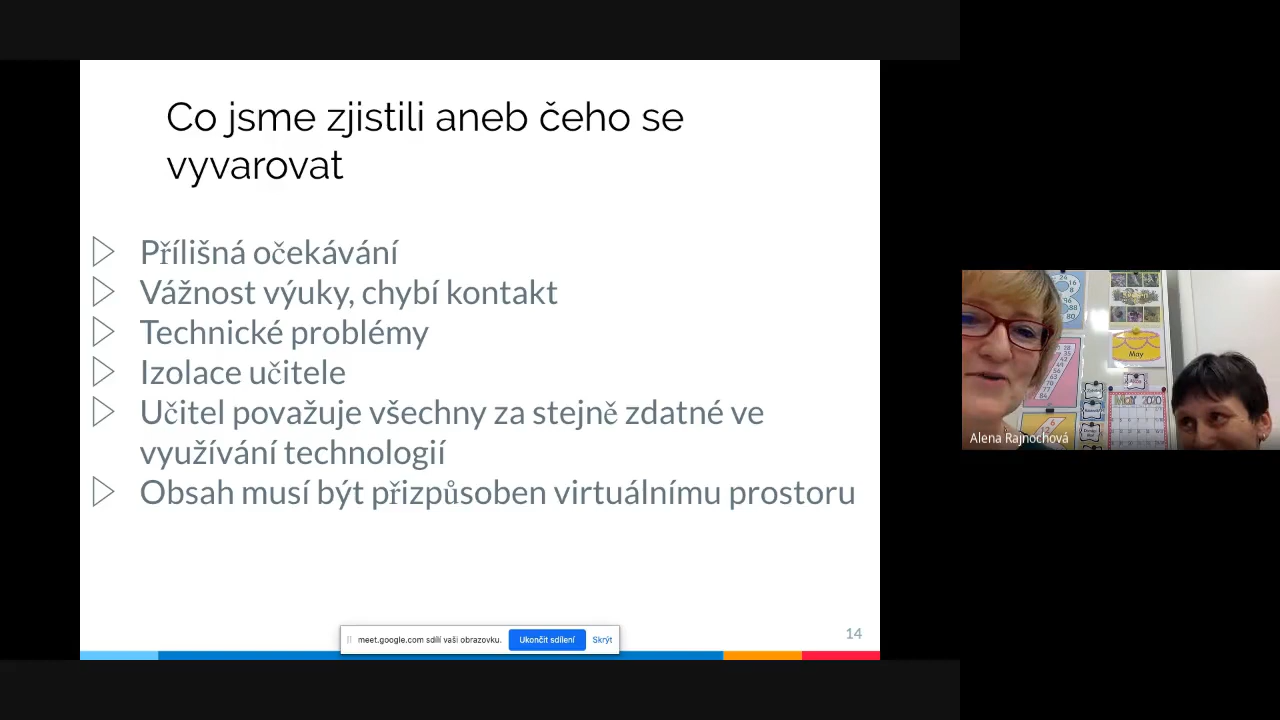 Co jsme zjistili aneb čeho se
vyvarovat
Přílišná očekávání
Vážnost výuky, chybí kontakt
Technické problémy
Izolace učitele
Učitel považuje všechny za stejně zdatné ve
využívání technologií
Obsah musí být přizpůsoben virtuálnímu prostoru
14
meet.google.com sdílí vaši obrazovku.
Ukončit sdílení
Skrýt
Alena Rajnochová
May
May 2020